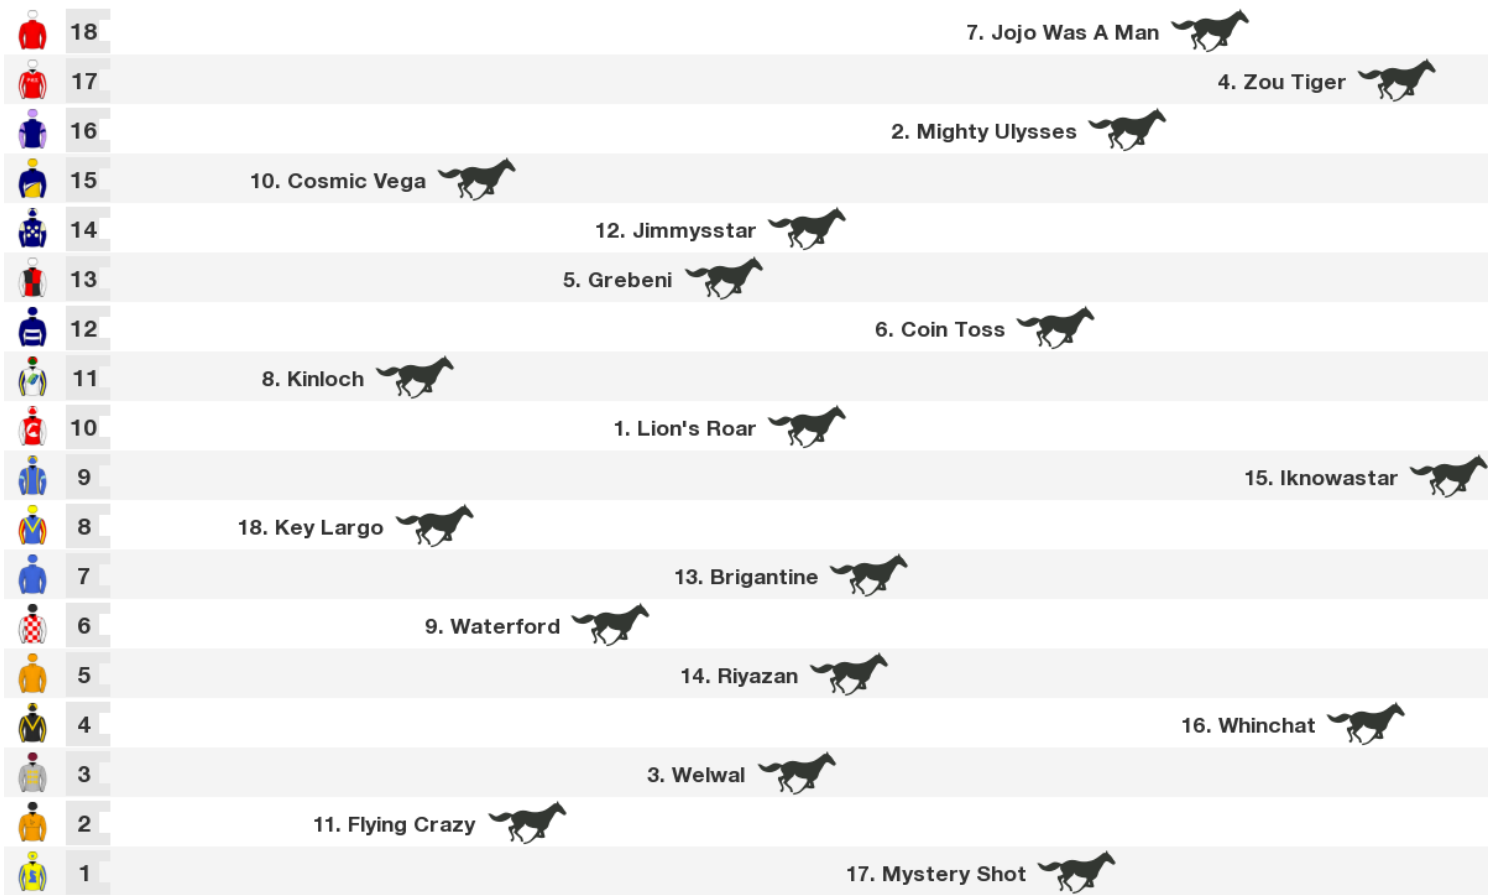 18 7. Jojo Was A Man
17 4. Zou Tiger
16 2. Mighty Ulysses
15 10. Cosmic Vega
14 12. Jimmysstar
13 5. Grebeni
12 6. Coin Toss
11 8. Kinloch
10 1. Lion's Roar
9 15. Iknowastar
8 18. Key Largo
7 13. Brigantine
6 9. Waterford
5 14. Riyazan
4 16. Whinchat
3 3. Welwal
2 11. Flying Crazy
1 17. Mystery Shot